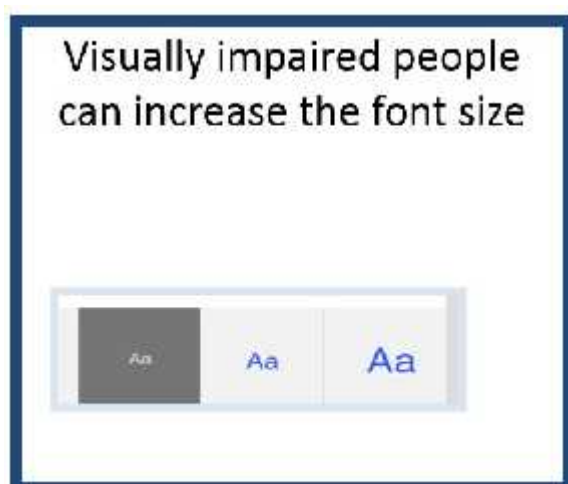 Visually impaired people
can increase the font size
Aa Aa Aa